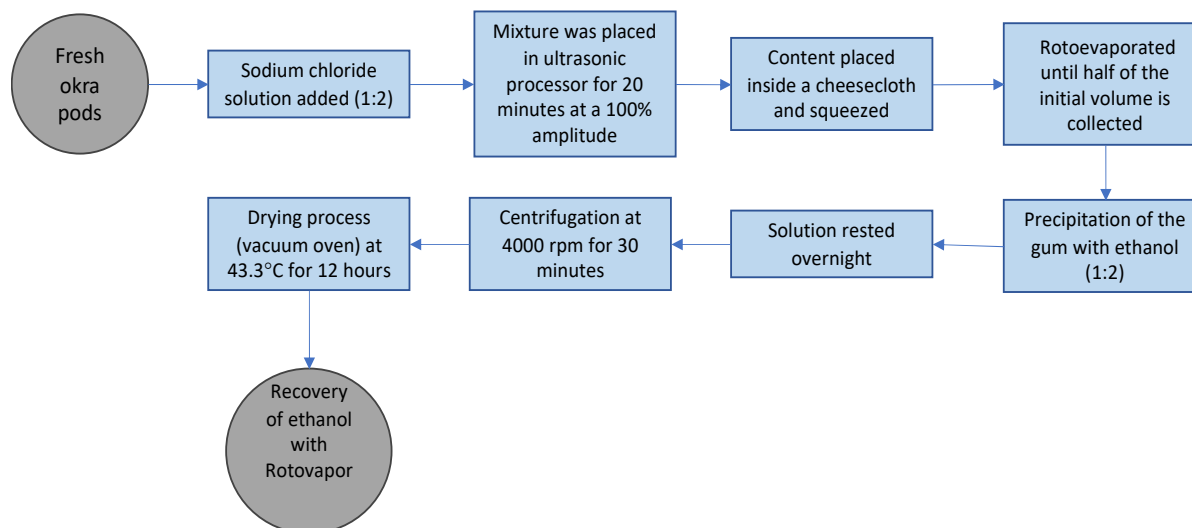 Fresh
okra
pods
Sodium chloride
solution added (1:2)
Mixture was placed
in ultrasonic
processor for 20
minutes at a 100%
amplitude
Content placed
inside a cheesecloth
and squeezed
Rotoevaporated
until half of the
initial volume is
collected
Precipitation of the
gum with ethanol
(1:2)
Solution rested
overnight
Centrifugation at
4000 rpm for 30
minutes
Drying process
(vacuum oven) at
43.3°C for 12 hours
Recovery
of ethanol
with
Rotovapor